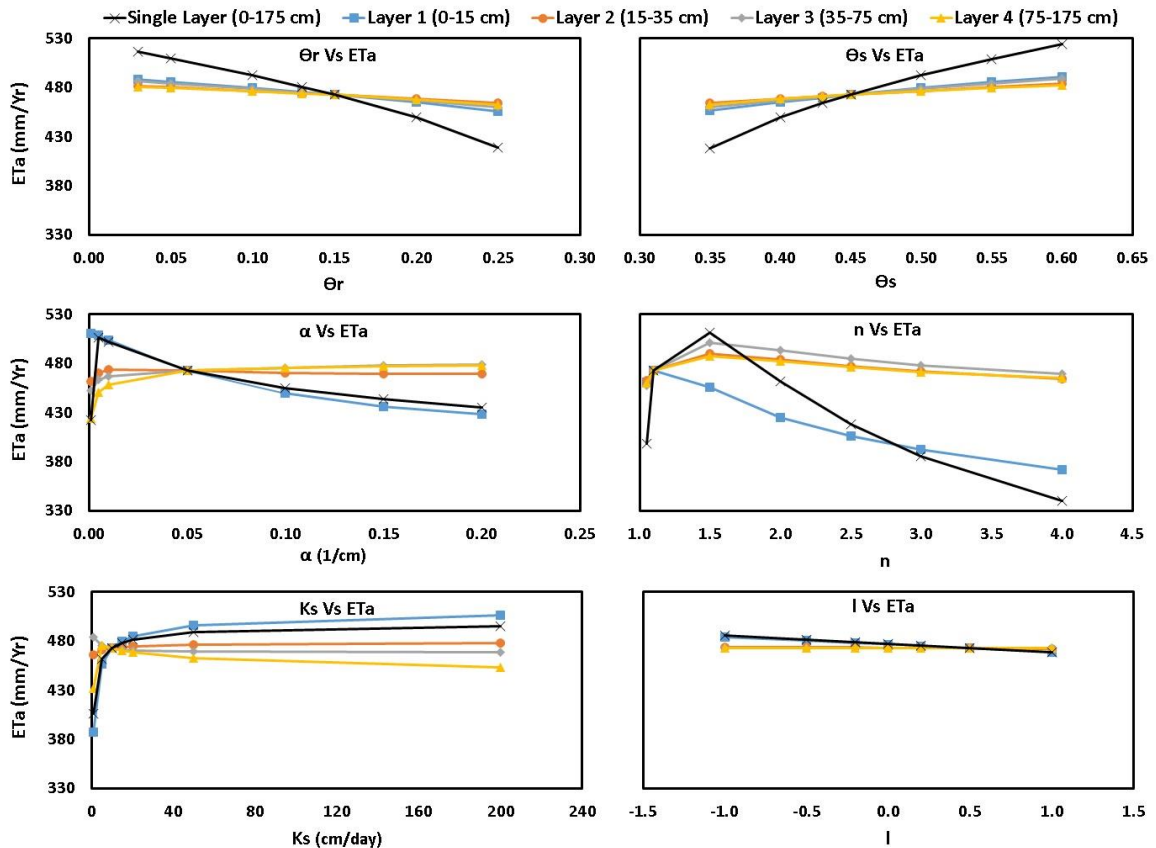 Single Layer (0-175 cm) Layer 1 (0-15 cm) Layer 2 (15-35 cm) Layer 3 (35-75 cm) Layer 4 (75-175 cm)
ϴr Vs ETa
ETa (mm/Yr)
530
480
430
380
330
0.00 0.05 0.10 0.15 0.20 0.25 0.30
ϴr
ϴs Vs ETa
0.30 0.35 0.40 0.45 0.50 0.55 0.60 0.65
ϴs
α Vs ETa
ETa (mm/Yr)
530
480
430
380
330
0.00 0.05 0.10 0.15 0.20 0.25
α (1/cm)
n Vs ETa
1.0 1.5 2.0 2.5 3.0 3.5 4.0 4.5
n
Ks Vs ETa
ETa (mm/Yr)
530
480
430
380
330
0 40 80 120 160 200 240
Ks (cm/day)
l Vs ETa
-1.5 -1.0 -0.5 0.0 0.5 1.0 1.5
l